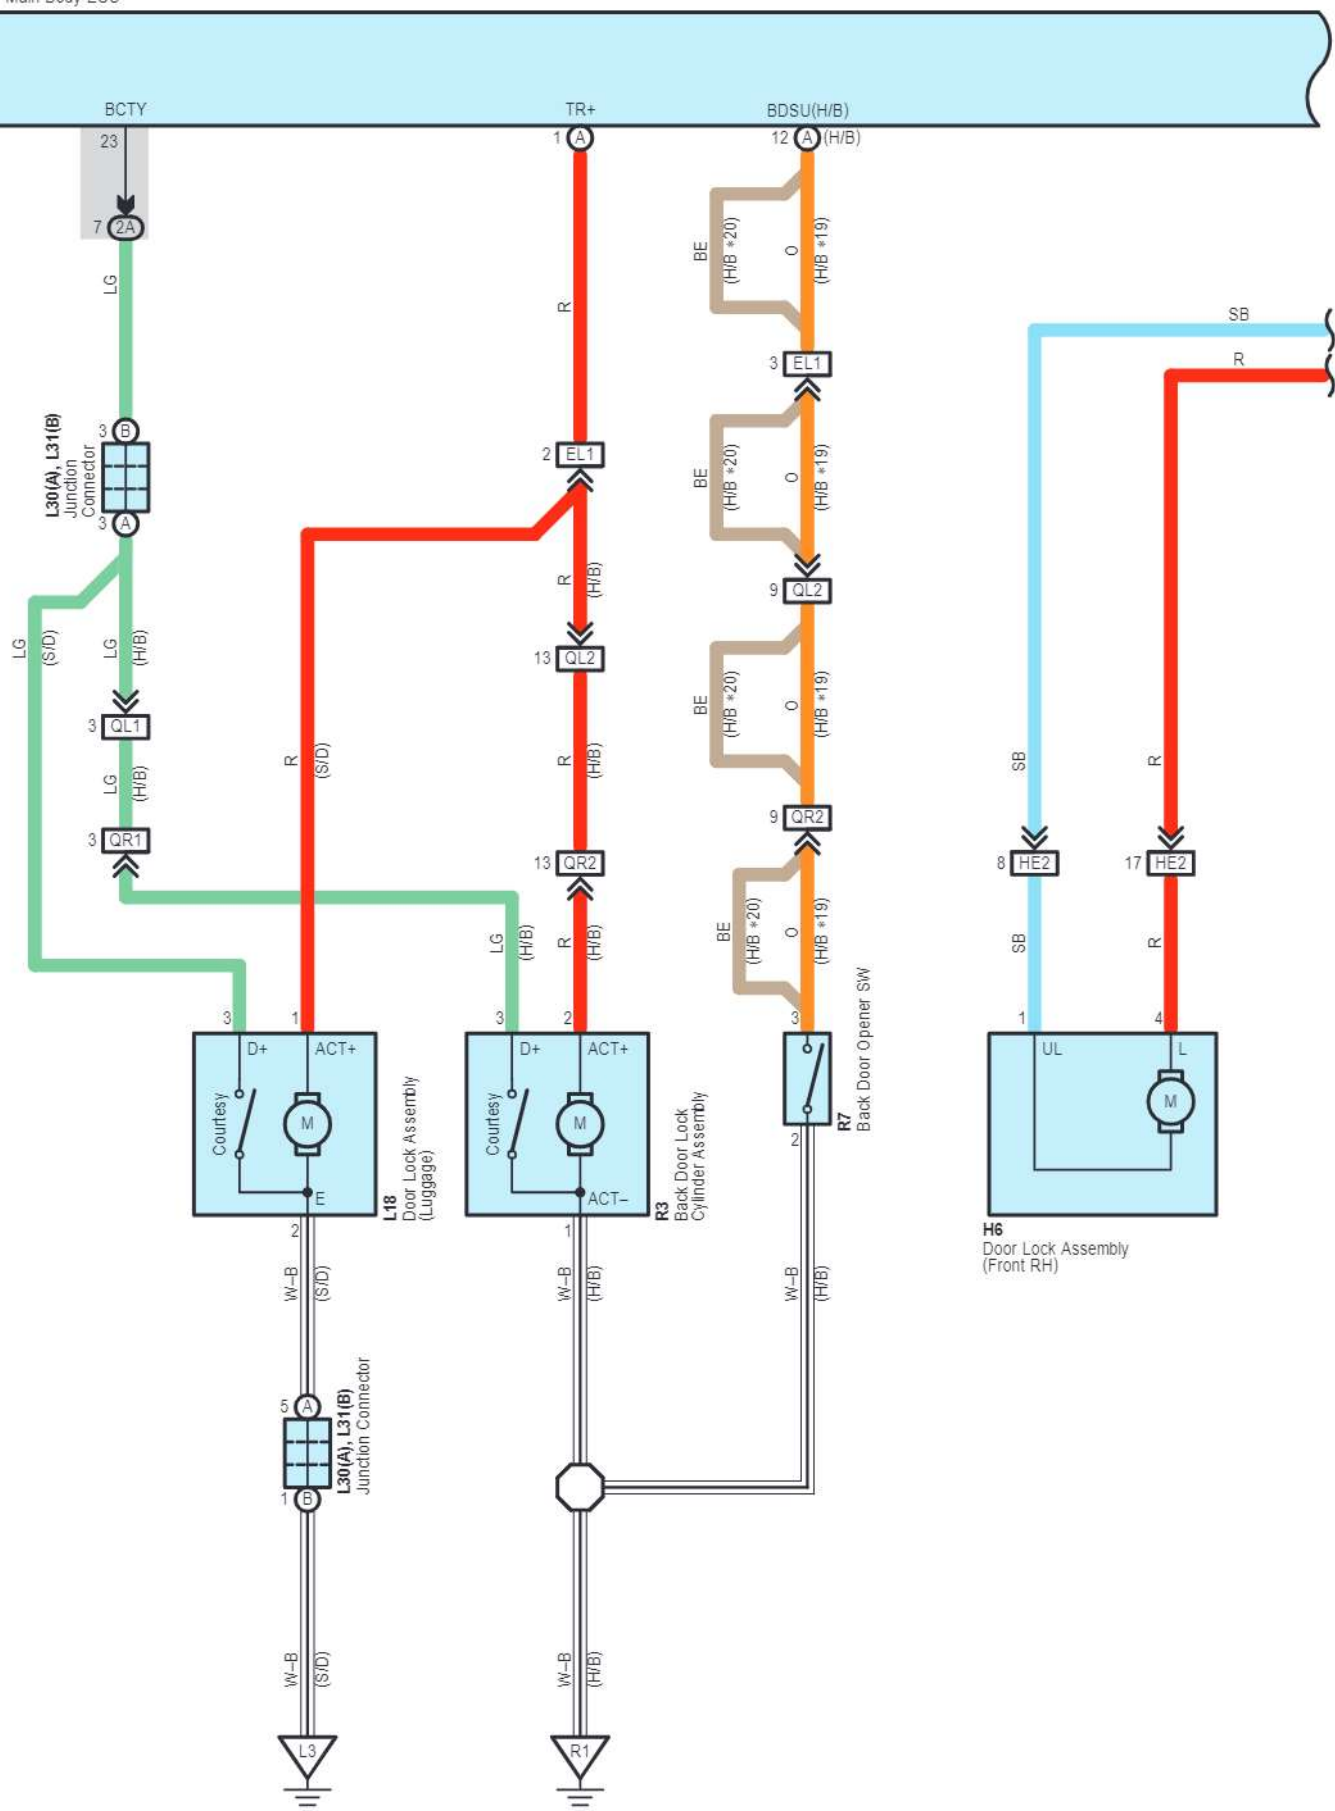 Main Body ECU
BCTY
TR+
BDSU(H/B)
23
1 A
12 A (H/B)
7 2A
LG
R
BE
(H/B *20)
O
(H/B *19)
SB
R
3 EL1
3 B
L30(A), L31(B)
Junction
Connector
3 A
2 EL1
BE
(H/B *20)
O
(H/B *19)
R
(H/B)
9 QL2
LG
(S/D)
LG
(H/B)
13 QL2
3 QL1
BE
(H/B *20)
O
(H/B *19)
LG
(H/B)
R
(S/D)
R
(H/B)
SB
R
9 QR2
3 QR1
13 QR2
8 HE2
17 HE2
LG
(H/B)
R
(H/B)
BE
(H/B *20)
O
(H/B *19)
SB
R
3
1
3
2
3
1
4
D+
ACT+
D+
ACT+
UL
L
Courtesy
M
Courtesy
M
M
R7
Back Door Opener SW
2
E
ACT–
L18
Door Lock Assembly
(Luggage)
R3
Back Door Lock
Cylinder Assembly
H6
Door Lock Assembly
(Front RH)
2
1
W–B
(S/D)
W–B
(H/B)
W–B
(H/B)
5 A
L30(A), L31(B)
Junction Connector
1 B
W–B
(S/D)
W–B
(H/B)
L3
R1